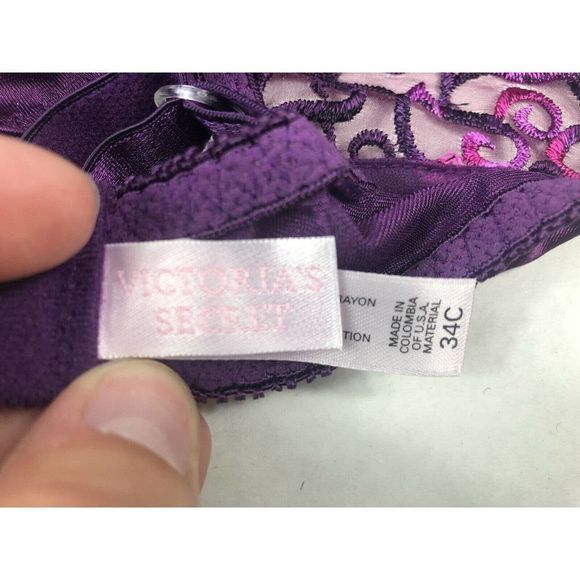 VICTORIA'S
SECRET
RAYON
TION
MADE IN
COLOMBIA
OF U.S.A.
MATERIAL
34C